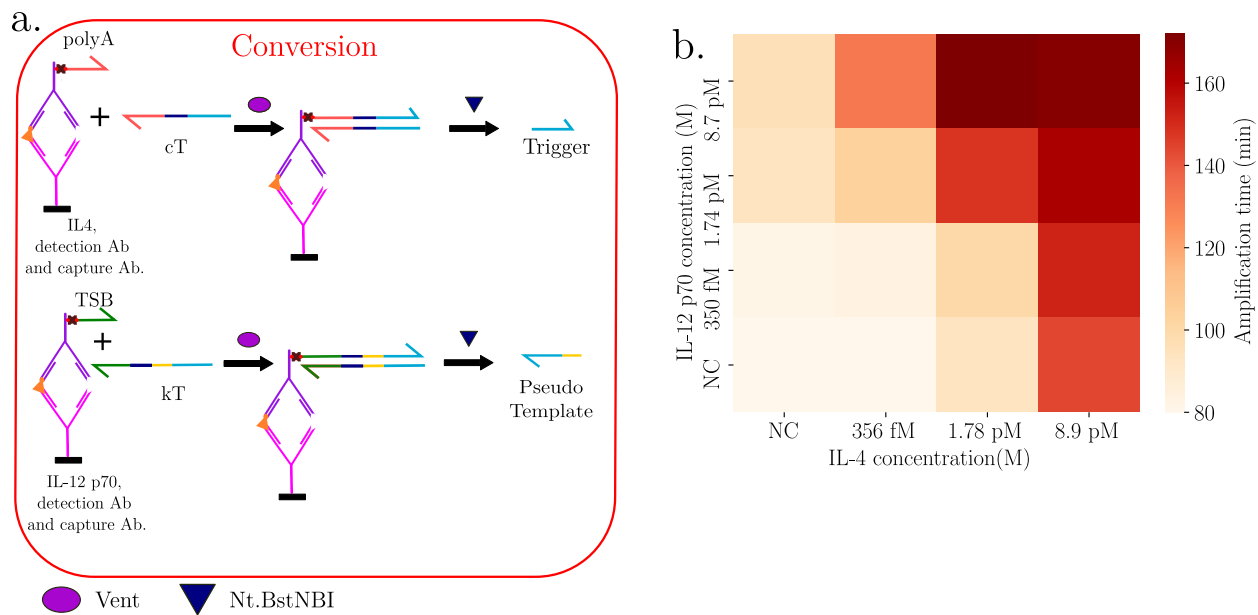 a.
Conversion
polyA
+
cT
Trigger
IL4,
detection Ab
and capture Ab.
TSB
+
kT
Pseudo
Template
IL-12 p70,
detection Ab
and capture Ab.
Vent
Nt.BstNBI
b.
IL-12 p70 concentration (M)
8.7 pM
1.74 pM
350 fM
NC
NC
356 fM
1.78 pM
8.9 pM
IL-4 concentration(M)
160
140
120
100
80
Amplification time (min)